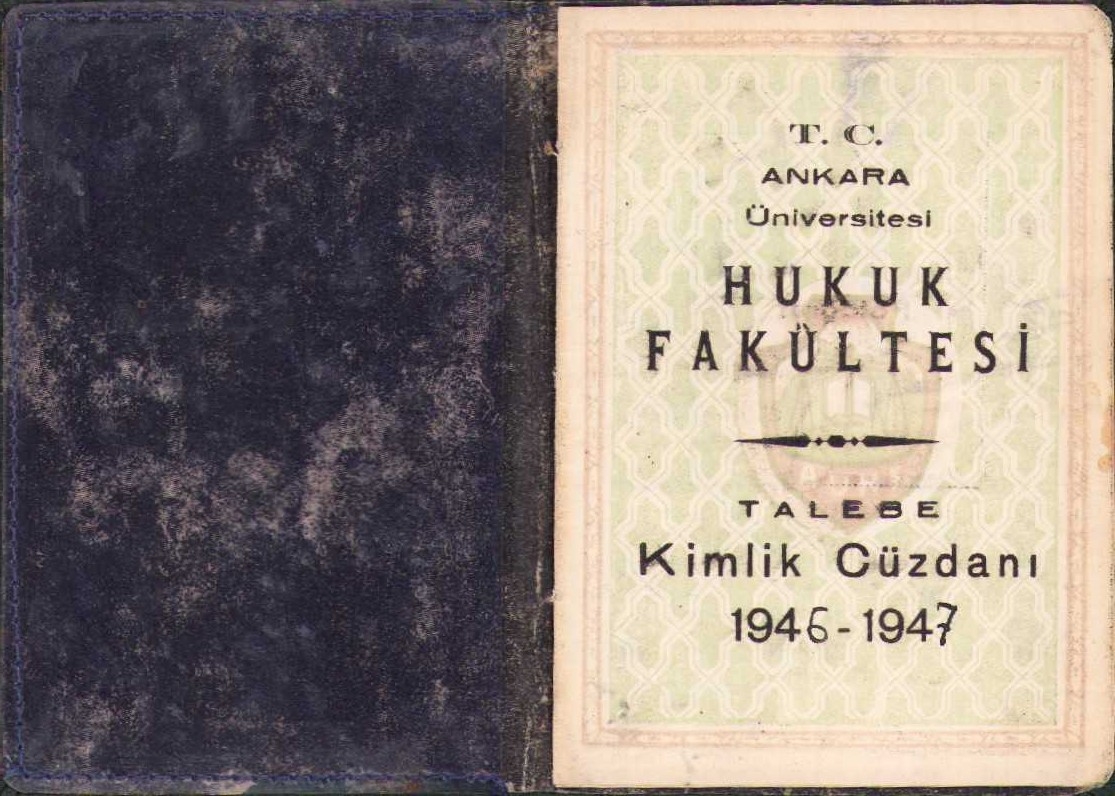 T. C.
ANKARA
Üniversitesi
HUKUK
FAKÜLTESİ
TALEBE
Kimlik Cüzdanı
1946-1947